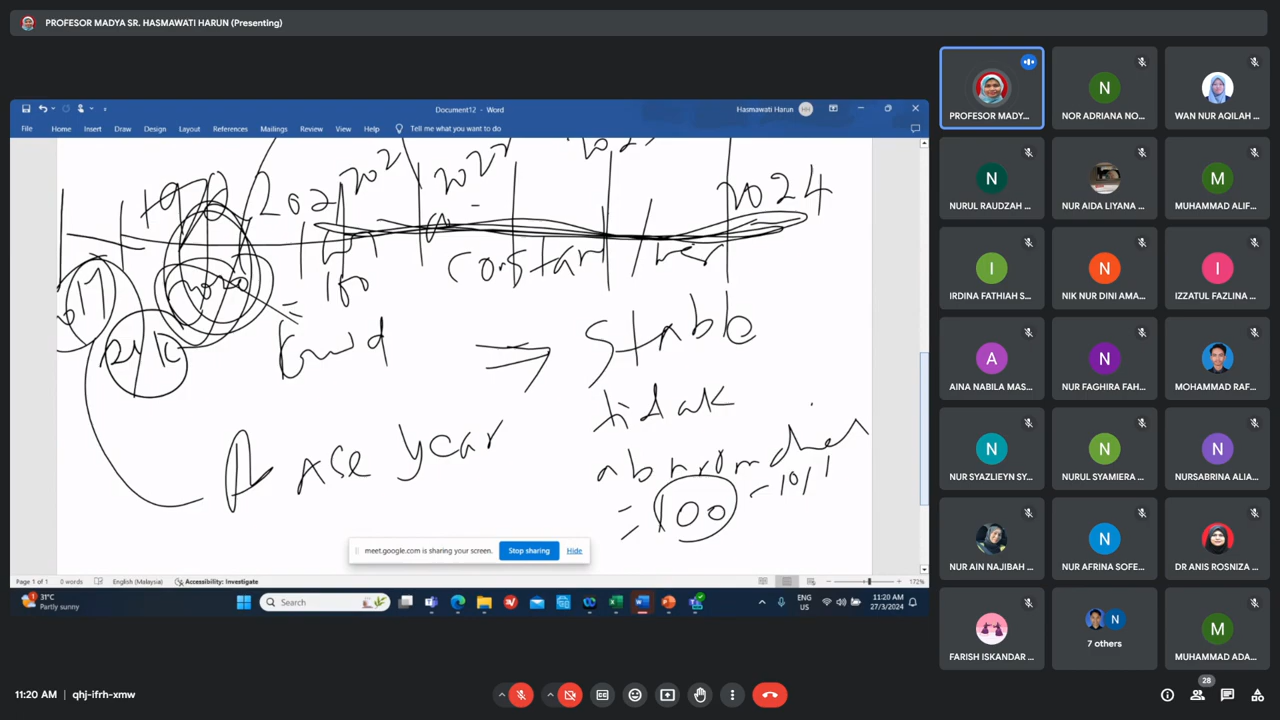 PROFESOR MADYA SR. HASMAWATI HARUN (Presenting)
Document12 - Word
Hasmawati Harun
HH
File Home Insert Draw Design Layout References Mailings Review View Help Tell me what you want to do
2021 202 2024
100
Constant
Covid
Stable
tidak
Base year
= 100 - 101
meet.google.com is sharing your screen. Stop sharing Hide
Page 1 of 1 0 words English (Malaysia) Accessibility: Investigate 172%
31°C
Partly sunny
Search
ENG
US
11:20 AM
27/3/2024
PROFESOR MADY...
N
NOR ADRIANA NO...
WAN NUR AQILAH ...
N
NURUL RAUDZAH ...
NUR AIDA LIYANA ...
M
MUHAMMAD ALIF...
I
IRDINA FATHIAH S...
N
NIK NUR DINI AMA...
I
IZZATUL FAZLINA ...
A
AINA NABILA MAS...
N
NUR FAGHIRA FAH...
MOHAMMAD RAF...
N
NUR SYAZLIEYN SY...
N
NURUL SYAMIERA ...
N
NURSABRINA ALIA...
NUR AIN NAJIBAH ...
N
NUR AFRINA SOFE...
DR ANIS ROSNIZA ...
FARISH ISKANDAR ...
N
7 others
M
MUHAMMAD ADA...
11:20 AM qhj-ifrh-xmw
28